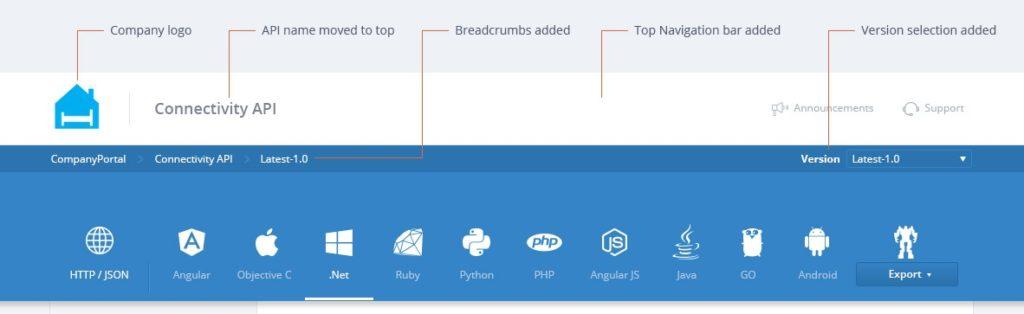 Company logo
API name moved to top
Breadcrumbs added
Top Navigation bar added
Version selection added
Connectivity API
Announcements
Support
CompanyPortal
Connectivity API
Latest-1.0
Version
Latest-1.0
HTTP / JSON
Angular
Objective C
.Net
Ruby
Python
php
PHP
JS
Angular JS
Java
GO
Android
Export